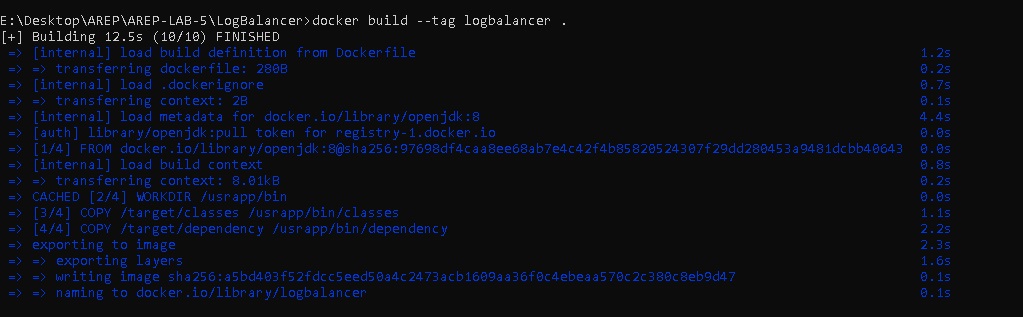 E:\Desktop\AREP\AREP-LAB-5\LogBalancer>docker build --tag logbalancer .
[+] Building 12.5s (10/10) FINISHED
=> [internal] load build definition from Dockerfile 1.2s
=> => transferring dockerfile: 280B 0.2s
=> [internal] load .dockerignore 0.7s
=> => transferring context: 2B 0.1s
=> [internal] load metadata for docker.io/library/openjdk:8 4.4s
=> [auth] library/openjdk:pull token for registry-1.docker.io 0.0s
=> [1/4] FROM docker.io/library/openjdk:8@sha256:97698df4caa8ee68ab7e4c42f4b85820524307f29dd280453a9481dcbb40643 0.0s
=> [internal] load build context 0.8s
=> => transferring context: 8.01kB 0.2s
=> CACHED [2/4] WORKDIR /usrapp/bin 0.0s
=> [3/4] COPY /target/classes /usrapp/bin/classes 1.1s
=> [4/4] COPY /target/dependency /usrapp/bin/dependency 2.2s
=> exporting to image 2.3s
=> => exporting layers 1.6s
=> => writing image sha256:a5bd403f52fdcc5eed50a4c2473acb1609aa36f0c4ebeaa570c2c380c8eb9d47 0.1s
=> => naming to docker.io/library/logbalancer 0.1s